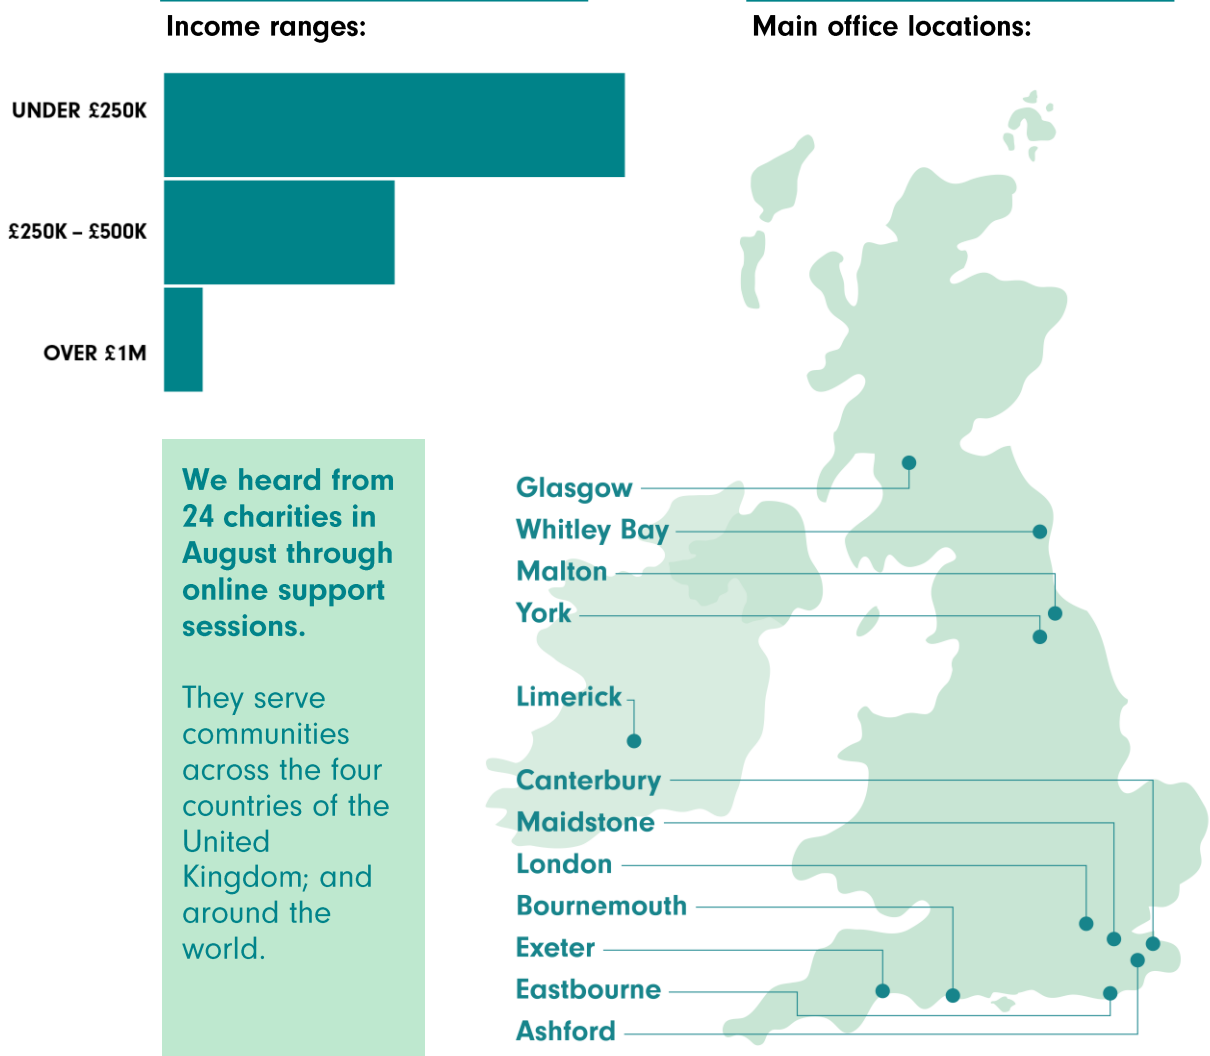 Income ranges:
UNDER £250K
£250K – £500K
OVER £1M
We heard from
24 charities in
August through
online support
sessions.
They serve
communities
across the four
countries of the
United
Kingdom; and
around the
world.
Main office locations:
Glasgow
Whitley Bay
Malton
York
Limerick
Canterbury
Maidstone
London
Bournemouth
Exeter
Eastbourne
Ashford